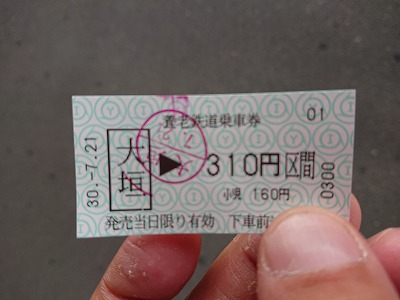 養老鉄道乗車券
01
30.-7.21
大垣
▶ 310円区間
小児 160円
0300
発売当日限り有効 下車前